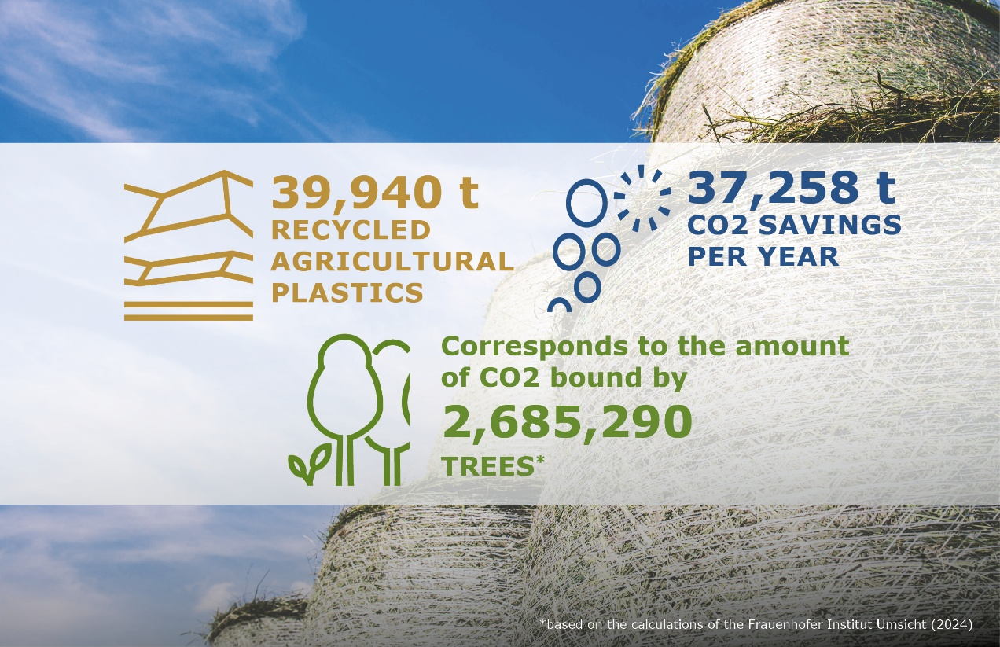 39,940 t
RECYCLED
AGRICULTURAL
PLASTICS
37,258 t
CO2 SAVINGS
PER YEAR
Corresponds to the amount
of CO2 bound by
2,685,290
TREES*
*based on the calculations of the Frauenhofer Institut Umsicht (2024)